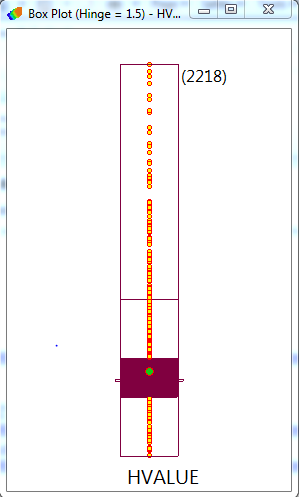 Box Plot (Hinge = 1.5) - HV...
(2218)
HVALUE